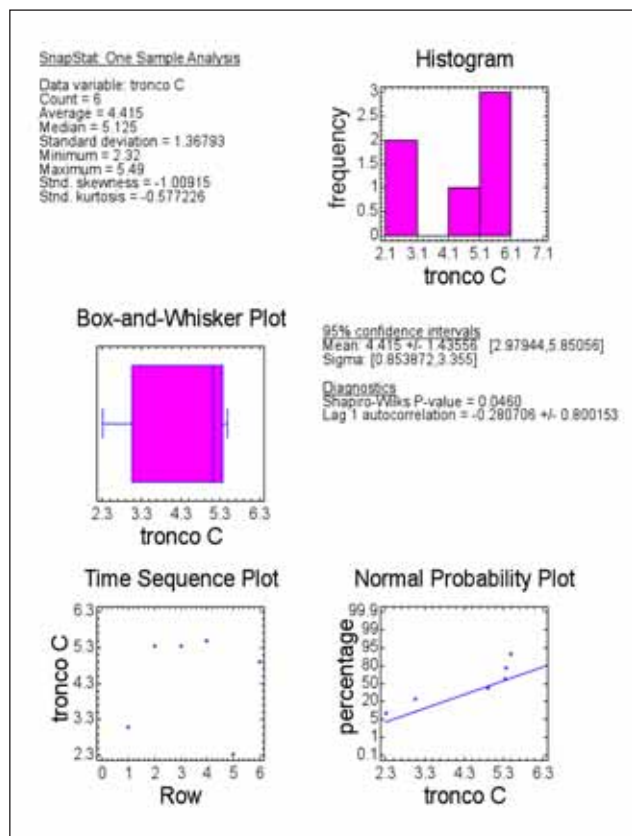 SnapStat: One Sample Analysis
Data variable: tronco C
Count = 6
Average = 4.415
Median = 5.125
Standard deviation = 1.36793
Minimum = 2.32
Maximum = 5.49
Stnd. skewness = -1.00915
Stnd. kurtosis = -0.577226
Histogram
frequency
3
2.5
2
1.5
1
0.5
0
2.1 3.1 4.1 5.1 6.1 7.1
tronco C
Box-and-Whisker Plot
2.3 3.3 4.3 5.3 6.3
tronco C
95% confidence intervals
Mean: 4.415 +/- 1.43556 [2.97944,5.85056]
Sigma: [0.853872,3.355]
Diagnostics
Shapiro-Wilks P-value = 0.0460
Lag 1 autocorrelation = -0.280706 +/- 0.800153
Time Sequence Plot
tronco C
6.3
5.3
4.3
3.3
2.3
0 1 2 3 4 5 6
Row
Normal Probability Plot
percentage
99.9
99
95
80
50
20
5
1
0.1
2.3 3.3 4.3 5.3 6.3
tronco C